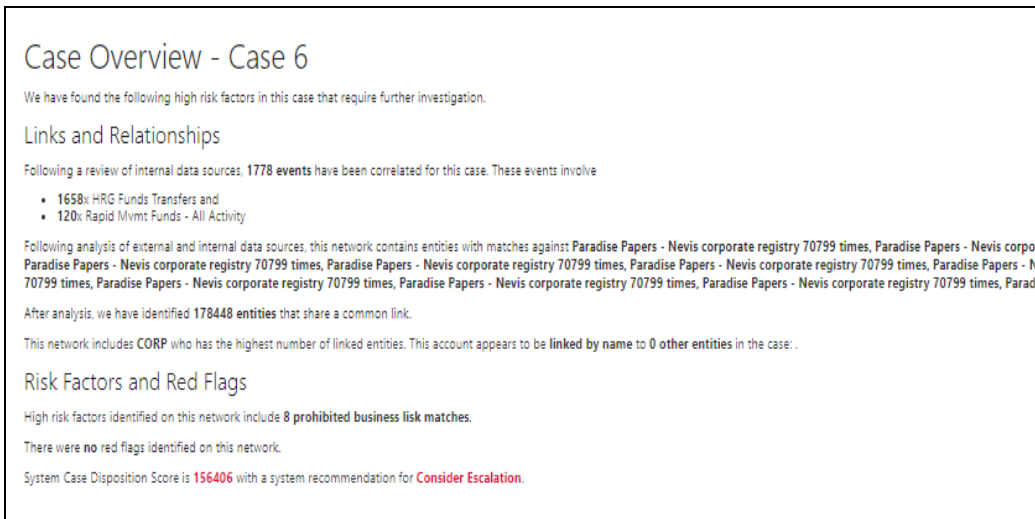 Case Overview - Case 6
We have found the following high risk factors in this case that require further investigation.
Links and Relationships
Following a review of internal data sources, 1778 events have been correlated for this case. These events involve
• 1658x HRG Funds Transfers and
• 120x Rapid Mvmt Funds - All Activity
Following analysis of external and internal data sources, this network contains entities with matches against Paradise Papers - Nevis corporate registry 70799 times, Paradise Papers - Nevis corpo
Paradise Papers - Nevis corporate registry 70799 times, Paradise Papers - Nevis corporate registry 70799 times, Paradise Papers - Nevis corporate registry 70799 times, Paradise Papers - N
70799 times, Paradise Papers - Nevis corporate registry 70799 times, Paradise Papers - Nevis corporate registry 70799 times, Paradise Papers - Nevis corporate registry 70799 times, Parad
After analysis, we have identified 178448 entities that share a common link.
This network includes CORP who has the highest number of linked entities. This account appears to be linked by name to 0 other entities in the case: .
Risk Factors and Red Flags
High risk factors identified on this network include 8 prohibited business lisk matches.
There were no red flags identified on this network.
System Case Disposition Score is 156406 with a system recommendation for Consider Escalation.